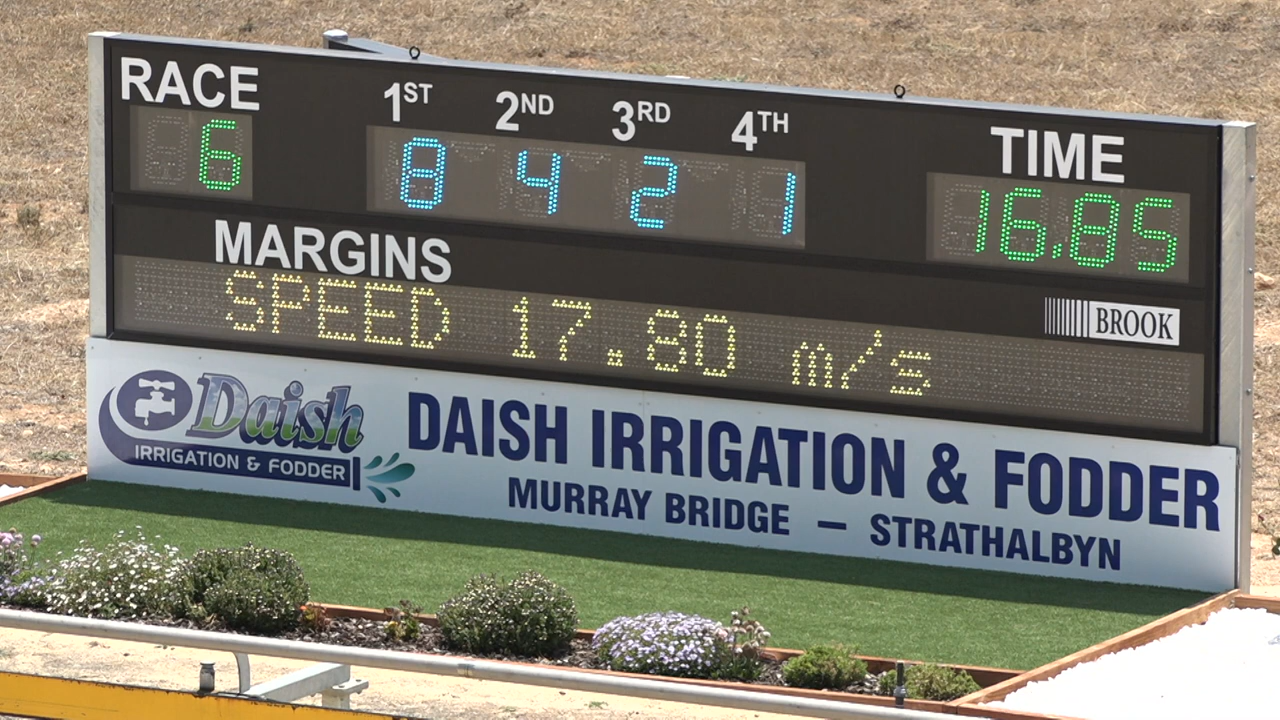 RACE 1ST 2ND 3RD 4TH TIME
6 8 4 2 1 16.85
MARGINS
SPEED 17.80 m/s
BROOK
Daish
IRRIGATION & FODDER
DAISH IRRIGATION & FODDER
MURRAY BRIDGE – STRATHALBYN